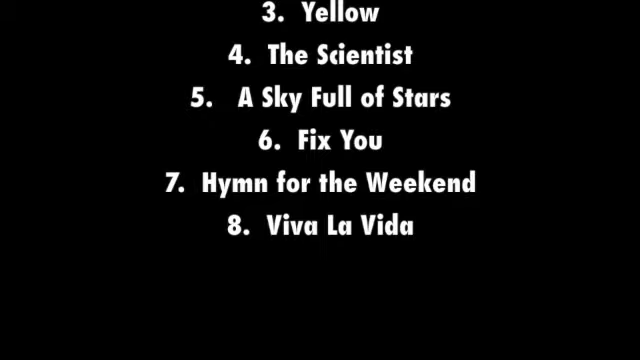 3. Yellow
4. The Scientist
5. A Sky Full of Stars
6. Fix You
7. Hymn for the Weekend
8. Viva La Vida